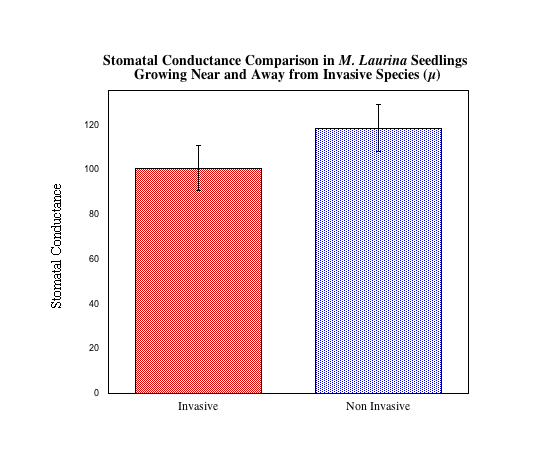 Stomatal Conductance Comparison in M. Laurina Seedlings
Growing Near and Away from Invasive Species (μ)
120
100
80
60
40
20
0
Stomatal Conductance
Invasive
Non Invasive